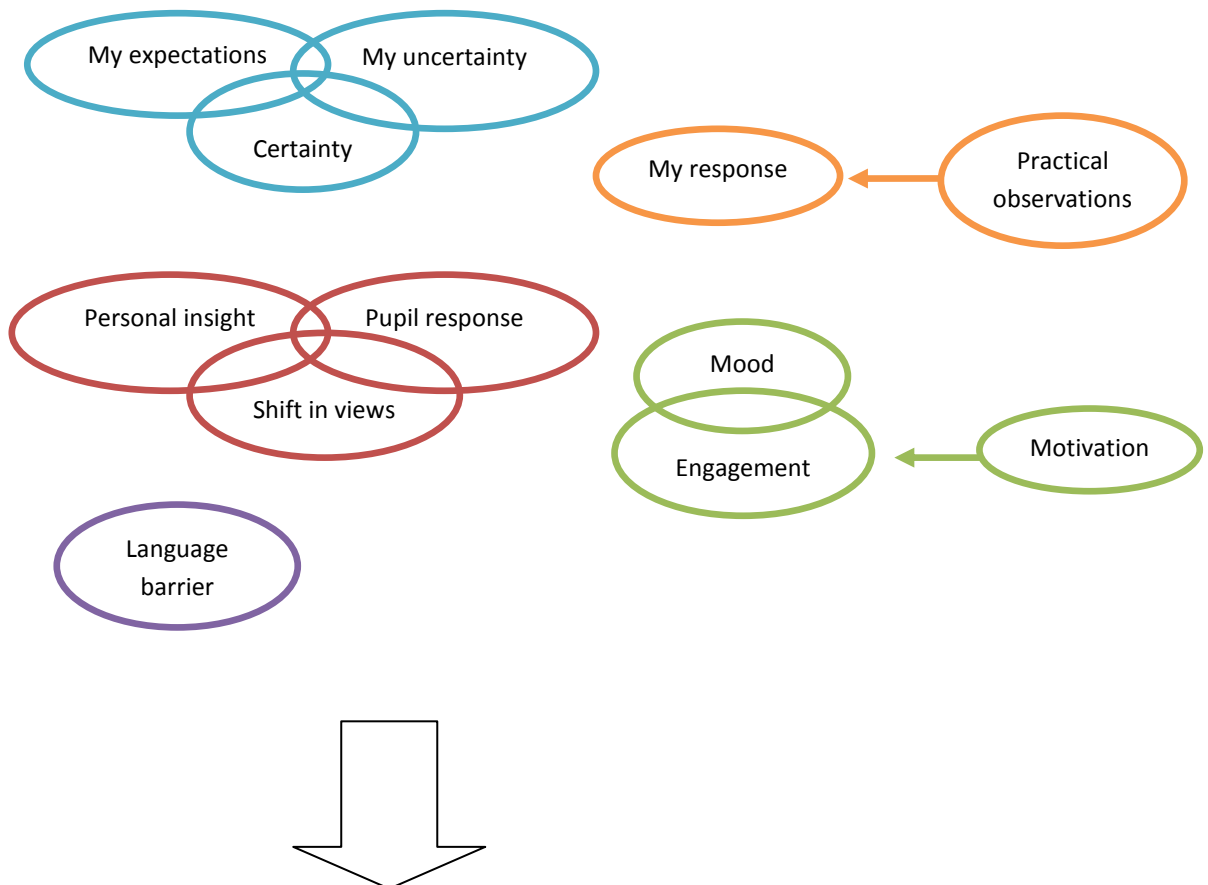 My expectations
My uncertainty
Certainty
My response
Practical
observations
Personal insight
Pupil response
Shift in views
Mood
Engagement
Motivation
Language
barrier